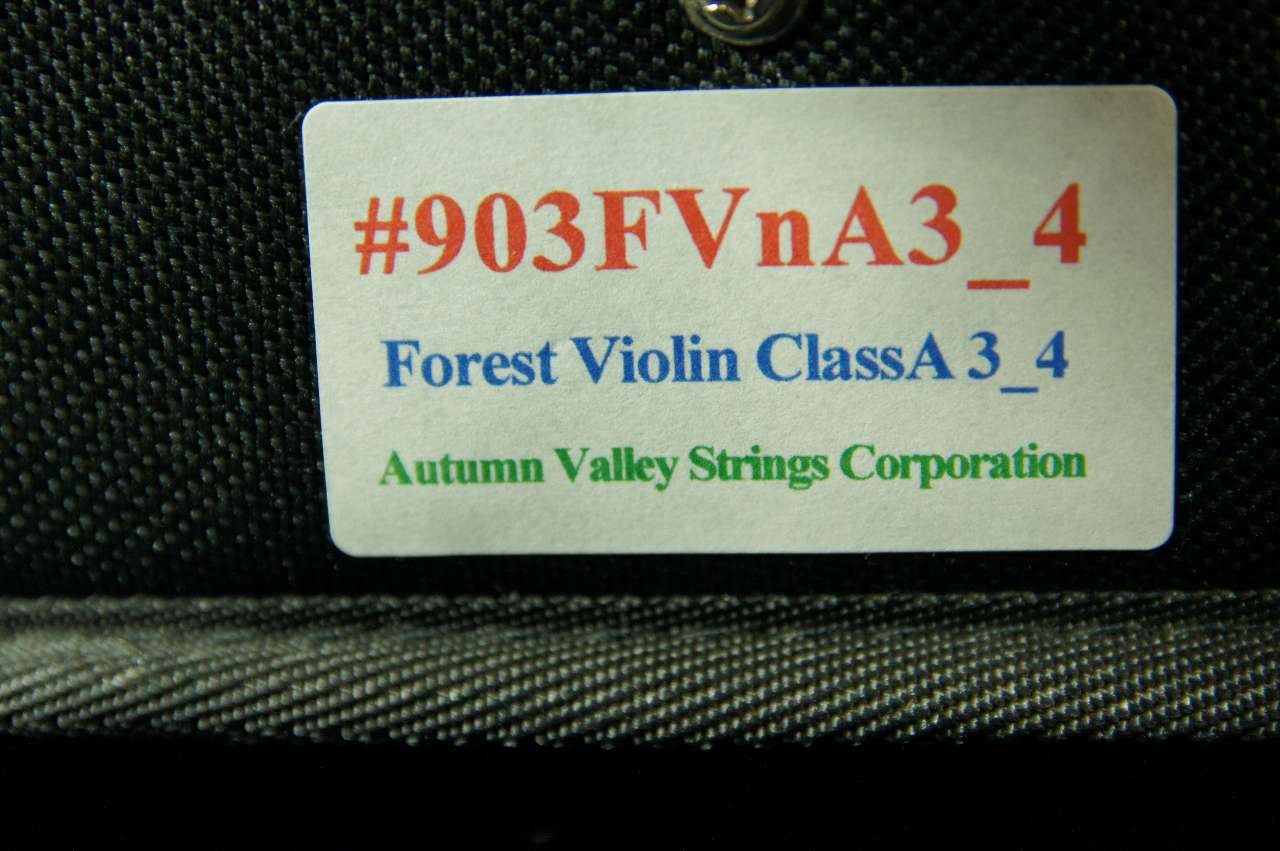 #903FVnA3_4
Forest Violin ClassA 3_4
Autumn Valley Strings Corporation